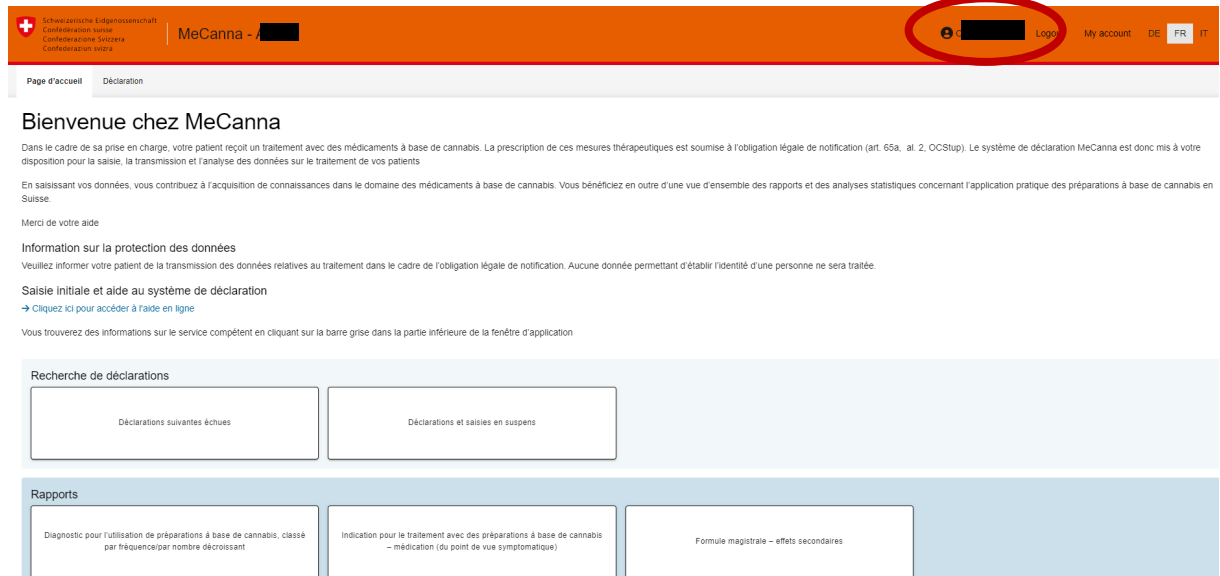 Schweizerische Eidgenossenschaft
Confédération suisse
Confederazione Svizzera
Confederaziun svizra
MeCanna -
Logout
My account
DE
FR
IT
Page d'accueil
Déclaration
Bienvenue chez MeCanna
Dans le cadre de sa prise en charge, votre patient reçoit un traitement avec des médicaments à base de cannabis. La prescription de ces mesures thérapeutiques est soumise à l'obligation légale de notification (art. 65a, al. 2, OCStup). Le système de déclaration MeCanna est donc mis à votre
disposition pour la saisie, la transmission et l'analyse des données sur le traitement de vos patients
En saisissant vos données, vous contribuez à l'acquisition de connaissances dans le domaine des médicaments à base de cannabis. Vous bénéficiez en outre d'une vue d'ensemble des rapports et des analyses statistiques concernant l'application pratique des préparations à base de cannabis en
Suisse.
Merci de votre aide
Information sur la protection des données
Veuillez informer votre patient de la transmission des données relatives au traitement dans le cadre de l'obligation légale de notification. Aucune donnée permettant d'établir l'identité d'une personne ne sera traitée.
Saisie initiale et aide au système de déclaration
→ Cliquez ici pour accéder à l'aide en ligne
Vous trouverez des informations sur le service compétent en cliquant sur la barre grise dans la partie inférieure de la fenêtre d'application
Recherche de déclarations
Déclarations suivantes échues
Déclarations et saisies en suspens
Rapports
Diagnostic pour l'utilisation de préparations à base de cannabis, classé
par fréquence/par nombre décroissant
Indication pour le traitement avec des préparations à base de cannabis
– médication (du point de vue symptomatique)
Formule magistrale – effets secondaires